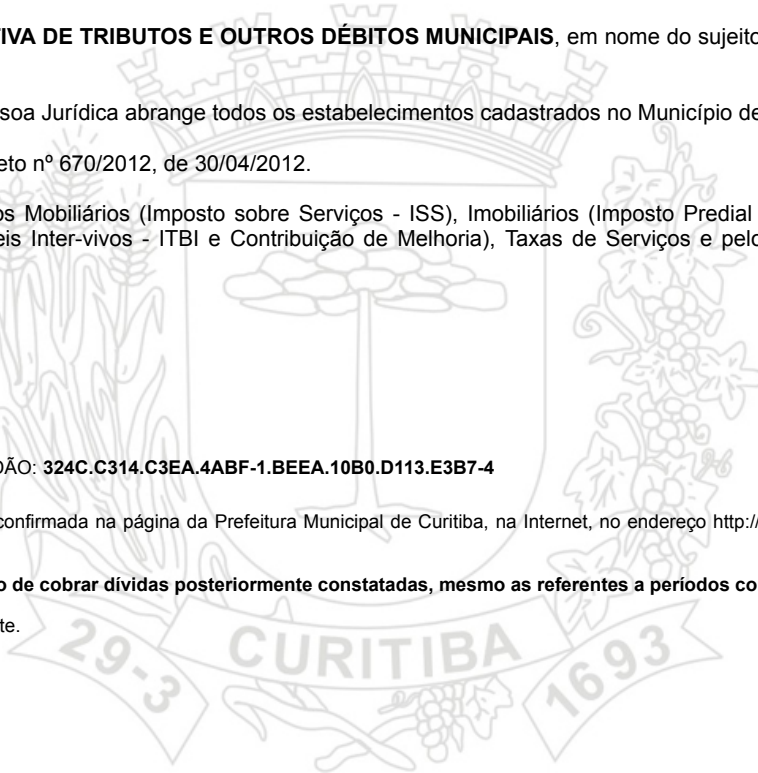 TIVA DE TRIBUTOS E OUTROS DÉBITOS MUNICIPAIS, em nome do sujeito
soa Jurídica abrange todos os estabelecimentos cadastrados no Município de
eto nº 670/2012, de 30/04/2012.
os Mobiliários (Imposto sobre Serviços - ISS), Imobiliários (Imposto Predial
eis Inter-vivos - ITBI e Contribuição de Melhoria), Taxas de Serviços e pelo
DÃO: 324C.C314.C3EA.4ABF-1.BEEA.10B0.D113.E3B7-4
confirmada na página da Prefeitura Municipal de Curitiba, na Internet, no endereço http://
o de cobrar dívidas posteriormente constatadas, mesmo as referentes a períodos co
te.
29-3 CURITIBA 1693